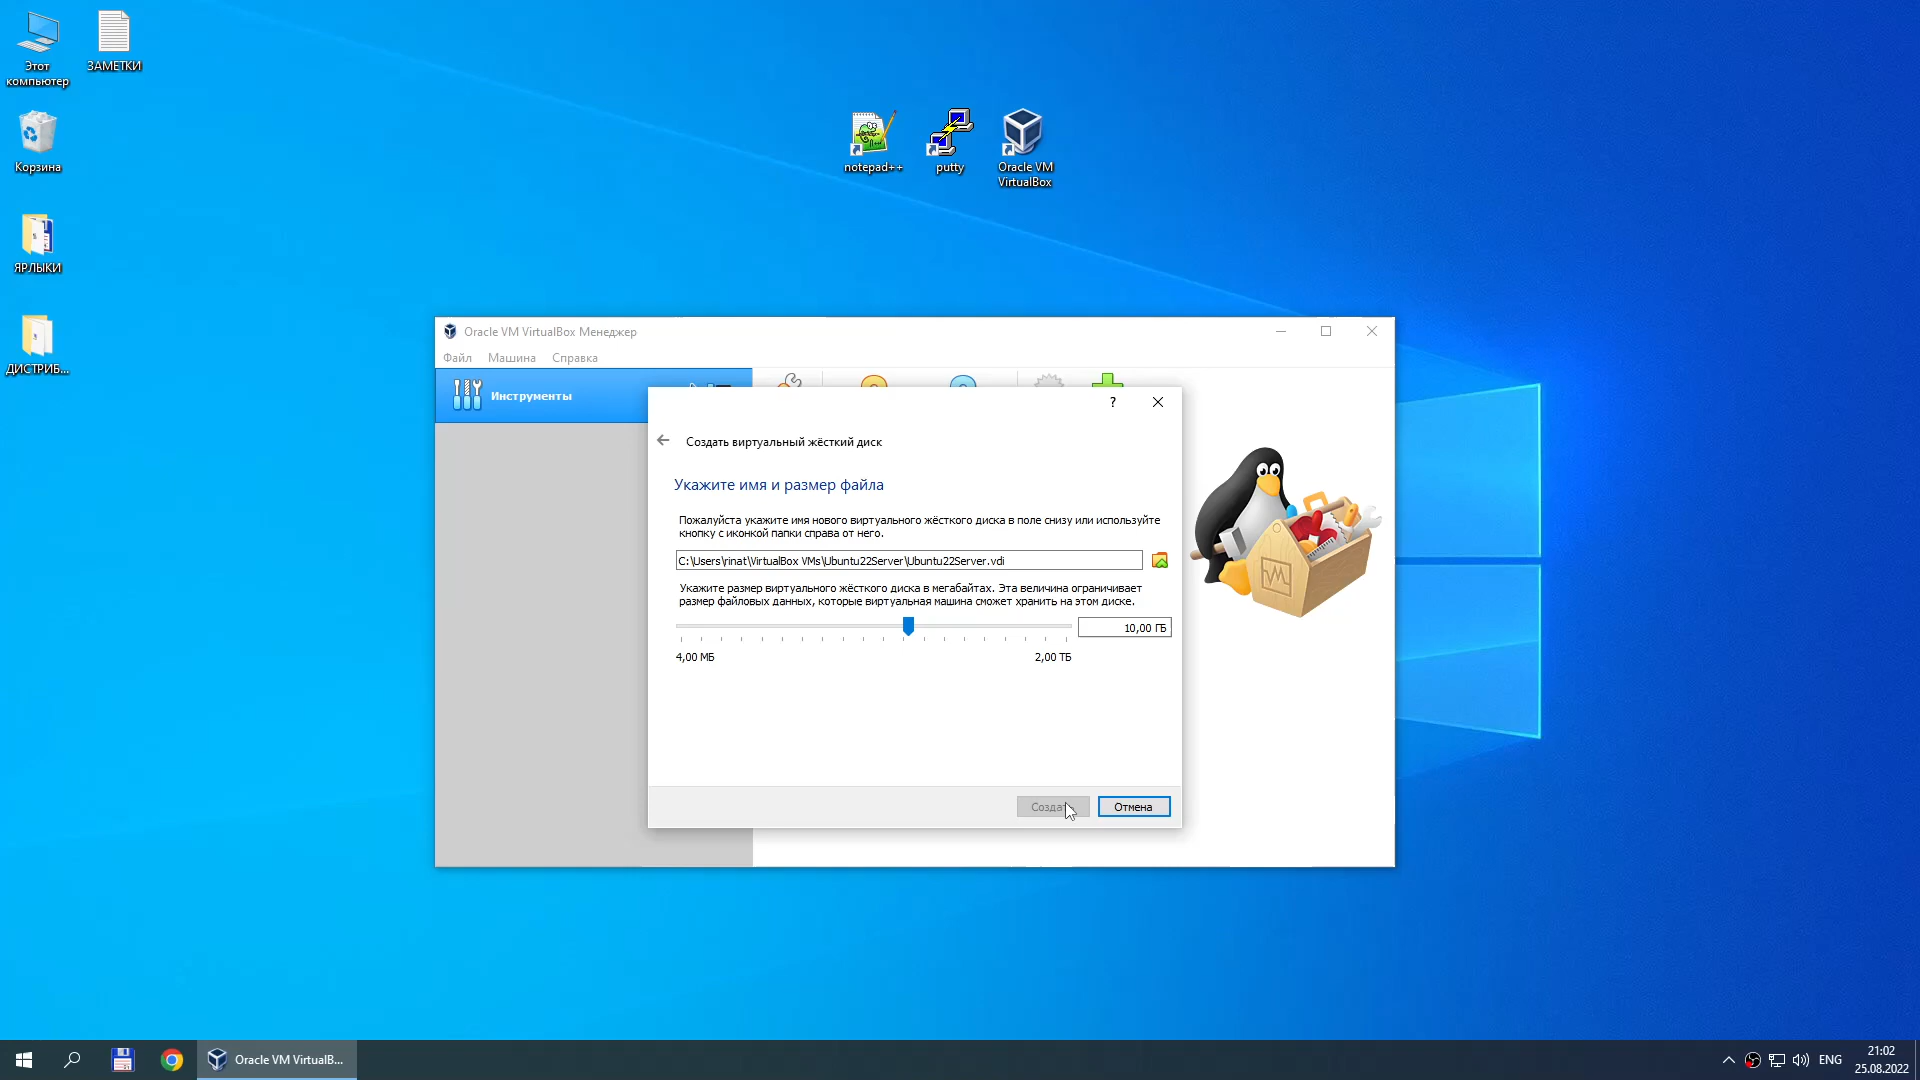 Этот
компьютер
ЗАМЕТКИ
Корзина
ЯРЛЫКИ
ДИСТРИБ...
notepad++
putty
Oracle VM
VirtualBox
Oracle VM VirtualBox Менеджер
Файл Машина Справка
Инструменты
?
Создать виртуальный жёсткий диск
Укажите имя и размер файла
Пожалуйста укажите имя нового виртуального жёсткого диска в поле снизу или используйте
кнопку с иконкой папки справа от него.
C:\Users\rinat\VirtualBox VMs\Ubuntu22Server\Ubuntu22Server.vdi
Укажите размер виртуального жёсткого диска в мегабайтах. Эта величина ограничивает
размер файловых данных, которые виртуальная машина сможет хранить на этом диске.
10,00 ГБ
4,00 МБ 2,00 ТБ
Создать Отмена
Oracle VM VirtualB...
ENG
21:02
25.08.2022